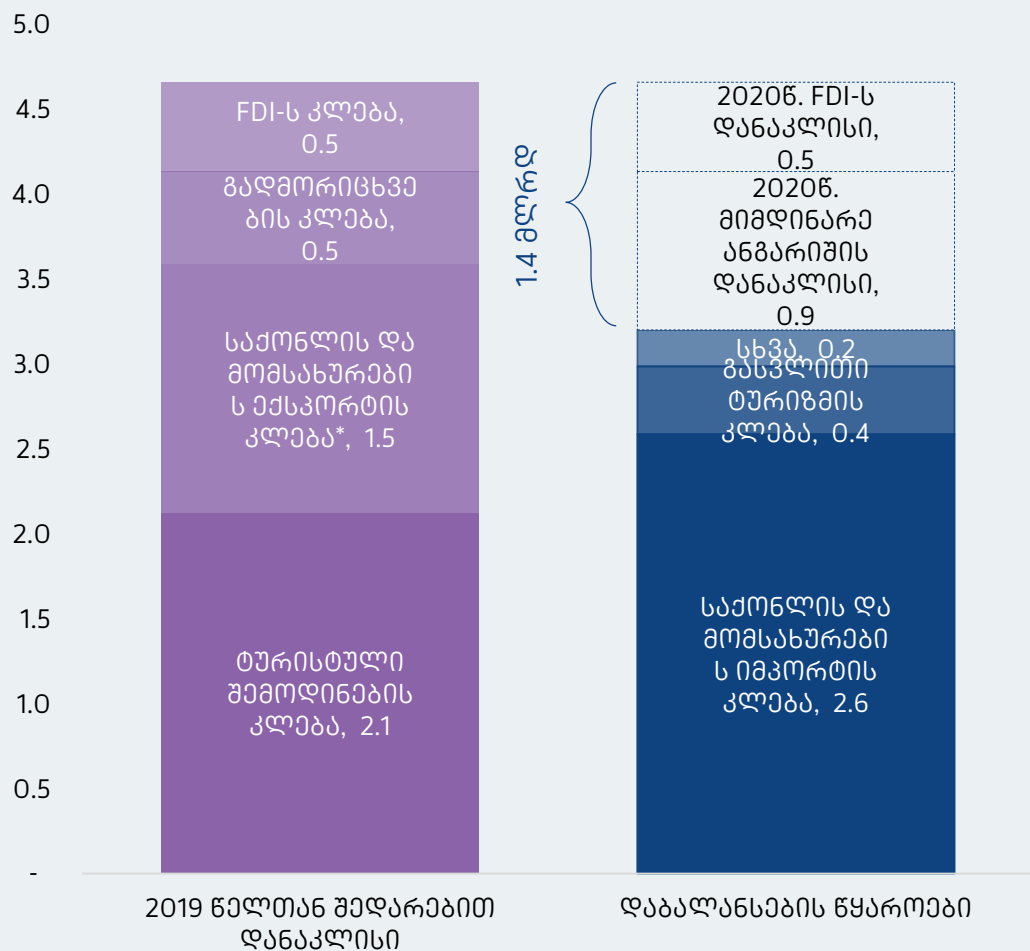 5.0
4.5
4.0
3.5
3.0
2.5
2.0
1.5
1.0
0.5
-
FDI-ს კლება,
0.5
გადმორიცხვე
ბის კლება,
0.5
საქონლის და
მომსახურები
ს ექსპორტის
კლება*, 1.5
ტურისტული
შემოდინების
კლება, 2.1
1.4 მლრდ
2020წ. FDI-ს
დანაკლისი,
0.5
2020წ.
მიმდინარე
ანგარიშის
დანაკლისი,
0.9
სხვა, 0.2
გასვლითი
ტურიზმის
კლება, 0.4
საქონლის და
მომსახურები
ს იმპორტის
კლება, 2.6
2019 წელთან შედარებით
დანაკლისი
დაბალანსების წყაროები